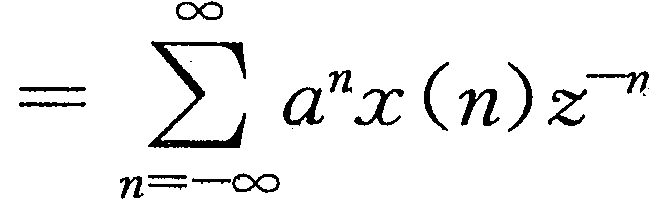 = ∑_{n=-∞}^{∞} a^n x(n) z^{-n}